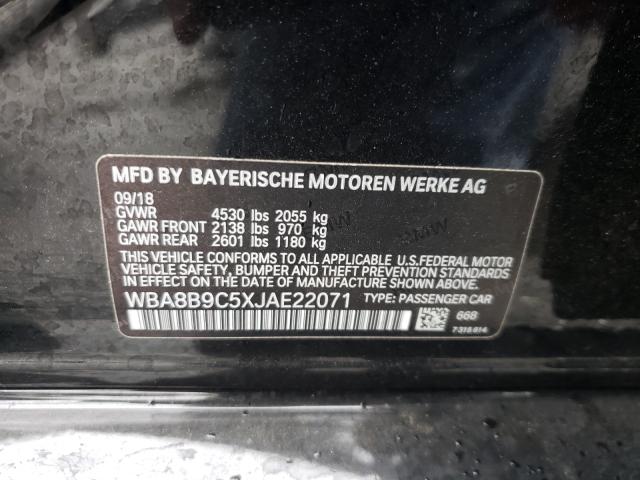 MFD BY BAYERISCHE MOTOREN WERKE AG
09/18
GVWR 4530 lbs 2055 kg
GAWR FRONT 2138 lbs 970 kg
GAWR REAR 2601 lbs 1180 kg
THIS VEHICLE CONFORMS TO ALL APPLICABLE U.S.FEDERAL MOTOR
VEHICLE SAFETY, BUMPER AND THEFT PREVENTION STANDARDS
IN EFFECT ON THE DATE OF MANUFACTURE SHOWN ABOVE.
WBA8B9C5XJAE22071 TYPE: PASSENGER CAR
668
7318614